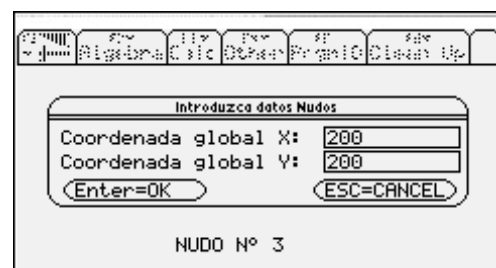 Algebra Calc Other PrgmIO Clean Up
Introduzca datos Nudos
Coordenada global X: 200
Coordenada global Y: 200
Enter=OK ESC=CANCEL
NUDO Nº 3